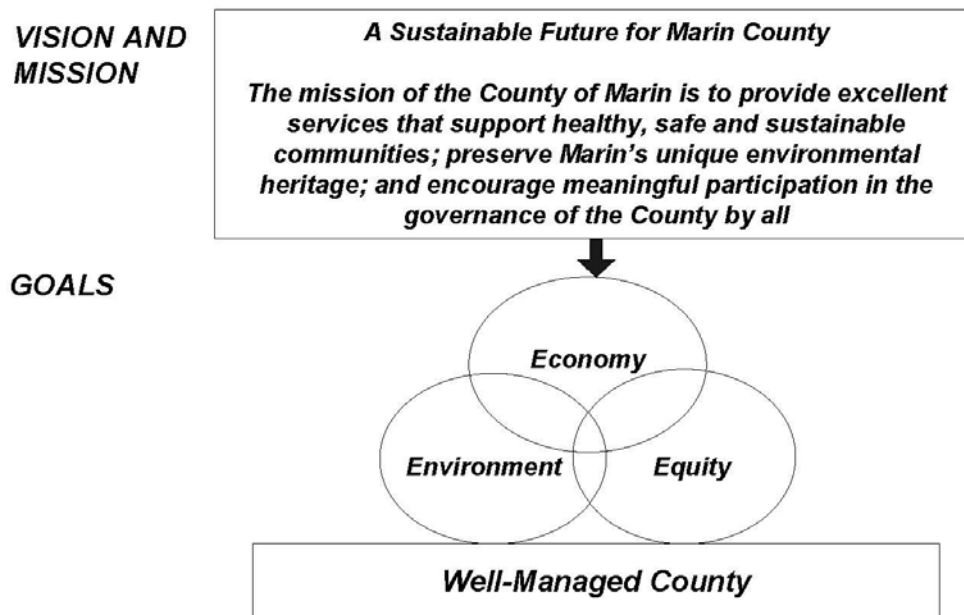 VISION AND
MISSION
A Sustainable Future for Marin County
The mission of the County of Marin is to provide excellent
services that support healthy, safe and sustainable
communities; preserve Marin's unique environmental
heritage; and encourage meaningful participation in the
governance of the County by all
GOALS
Economy
Environment
Equity
Well-Managed County